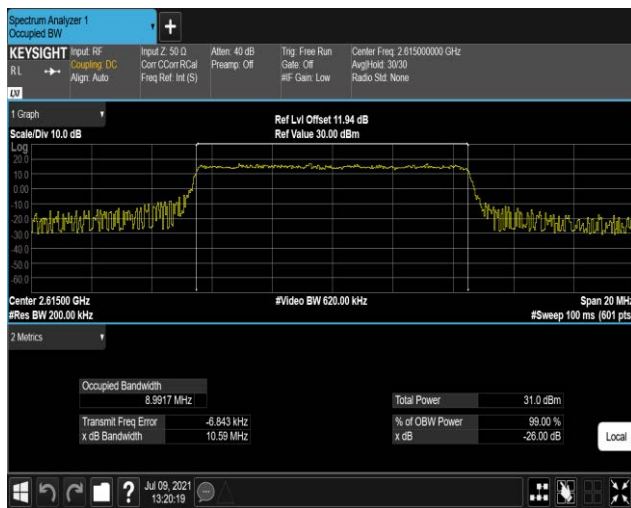 Spectrum Analyzer 1
Occupied BW
+
KEYSIGHT Input: RF Input Z: 50 Ω Atten: 40 dB Trig: Free Run Center Freq: 2.615000000 GHz
RL Coupling: DC Corr CCorr RCal Preamp: Off Gate: Off Avg|Hold: 30/30
Align: Auto Freq Ref: Int (S) #IF Gain: Low Radio Std: None
LXI
1 Graph
Ref Lvl Offset 11.94 dB
Scale/Div 10.0 dB Ref Value 30.00 dBm
Log
20.0
10.0
0.00
-10.0
-20.0
-30.0
-40.0
-50.0
-60.0
Center 2.61500 GHz #Video BW 620.00 kHz Span 20 MHz
#Res BW 200.00 kHz #Sweep 100 ms (601 pts
2 Metrics
Occupied Bandwidth
8.9917 MHz Total Power 31.0 dBm
Transmit Freq Error -6.843 kHz % of OBW Power 99.00 %
x dB Bandwidth 10.59 MHz x dB -26.00 dB
Local
? Jul 09, 2021
13:20:19